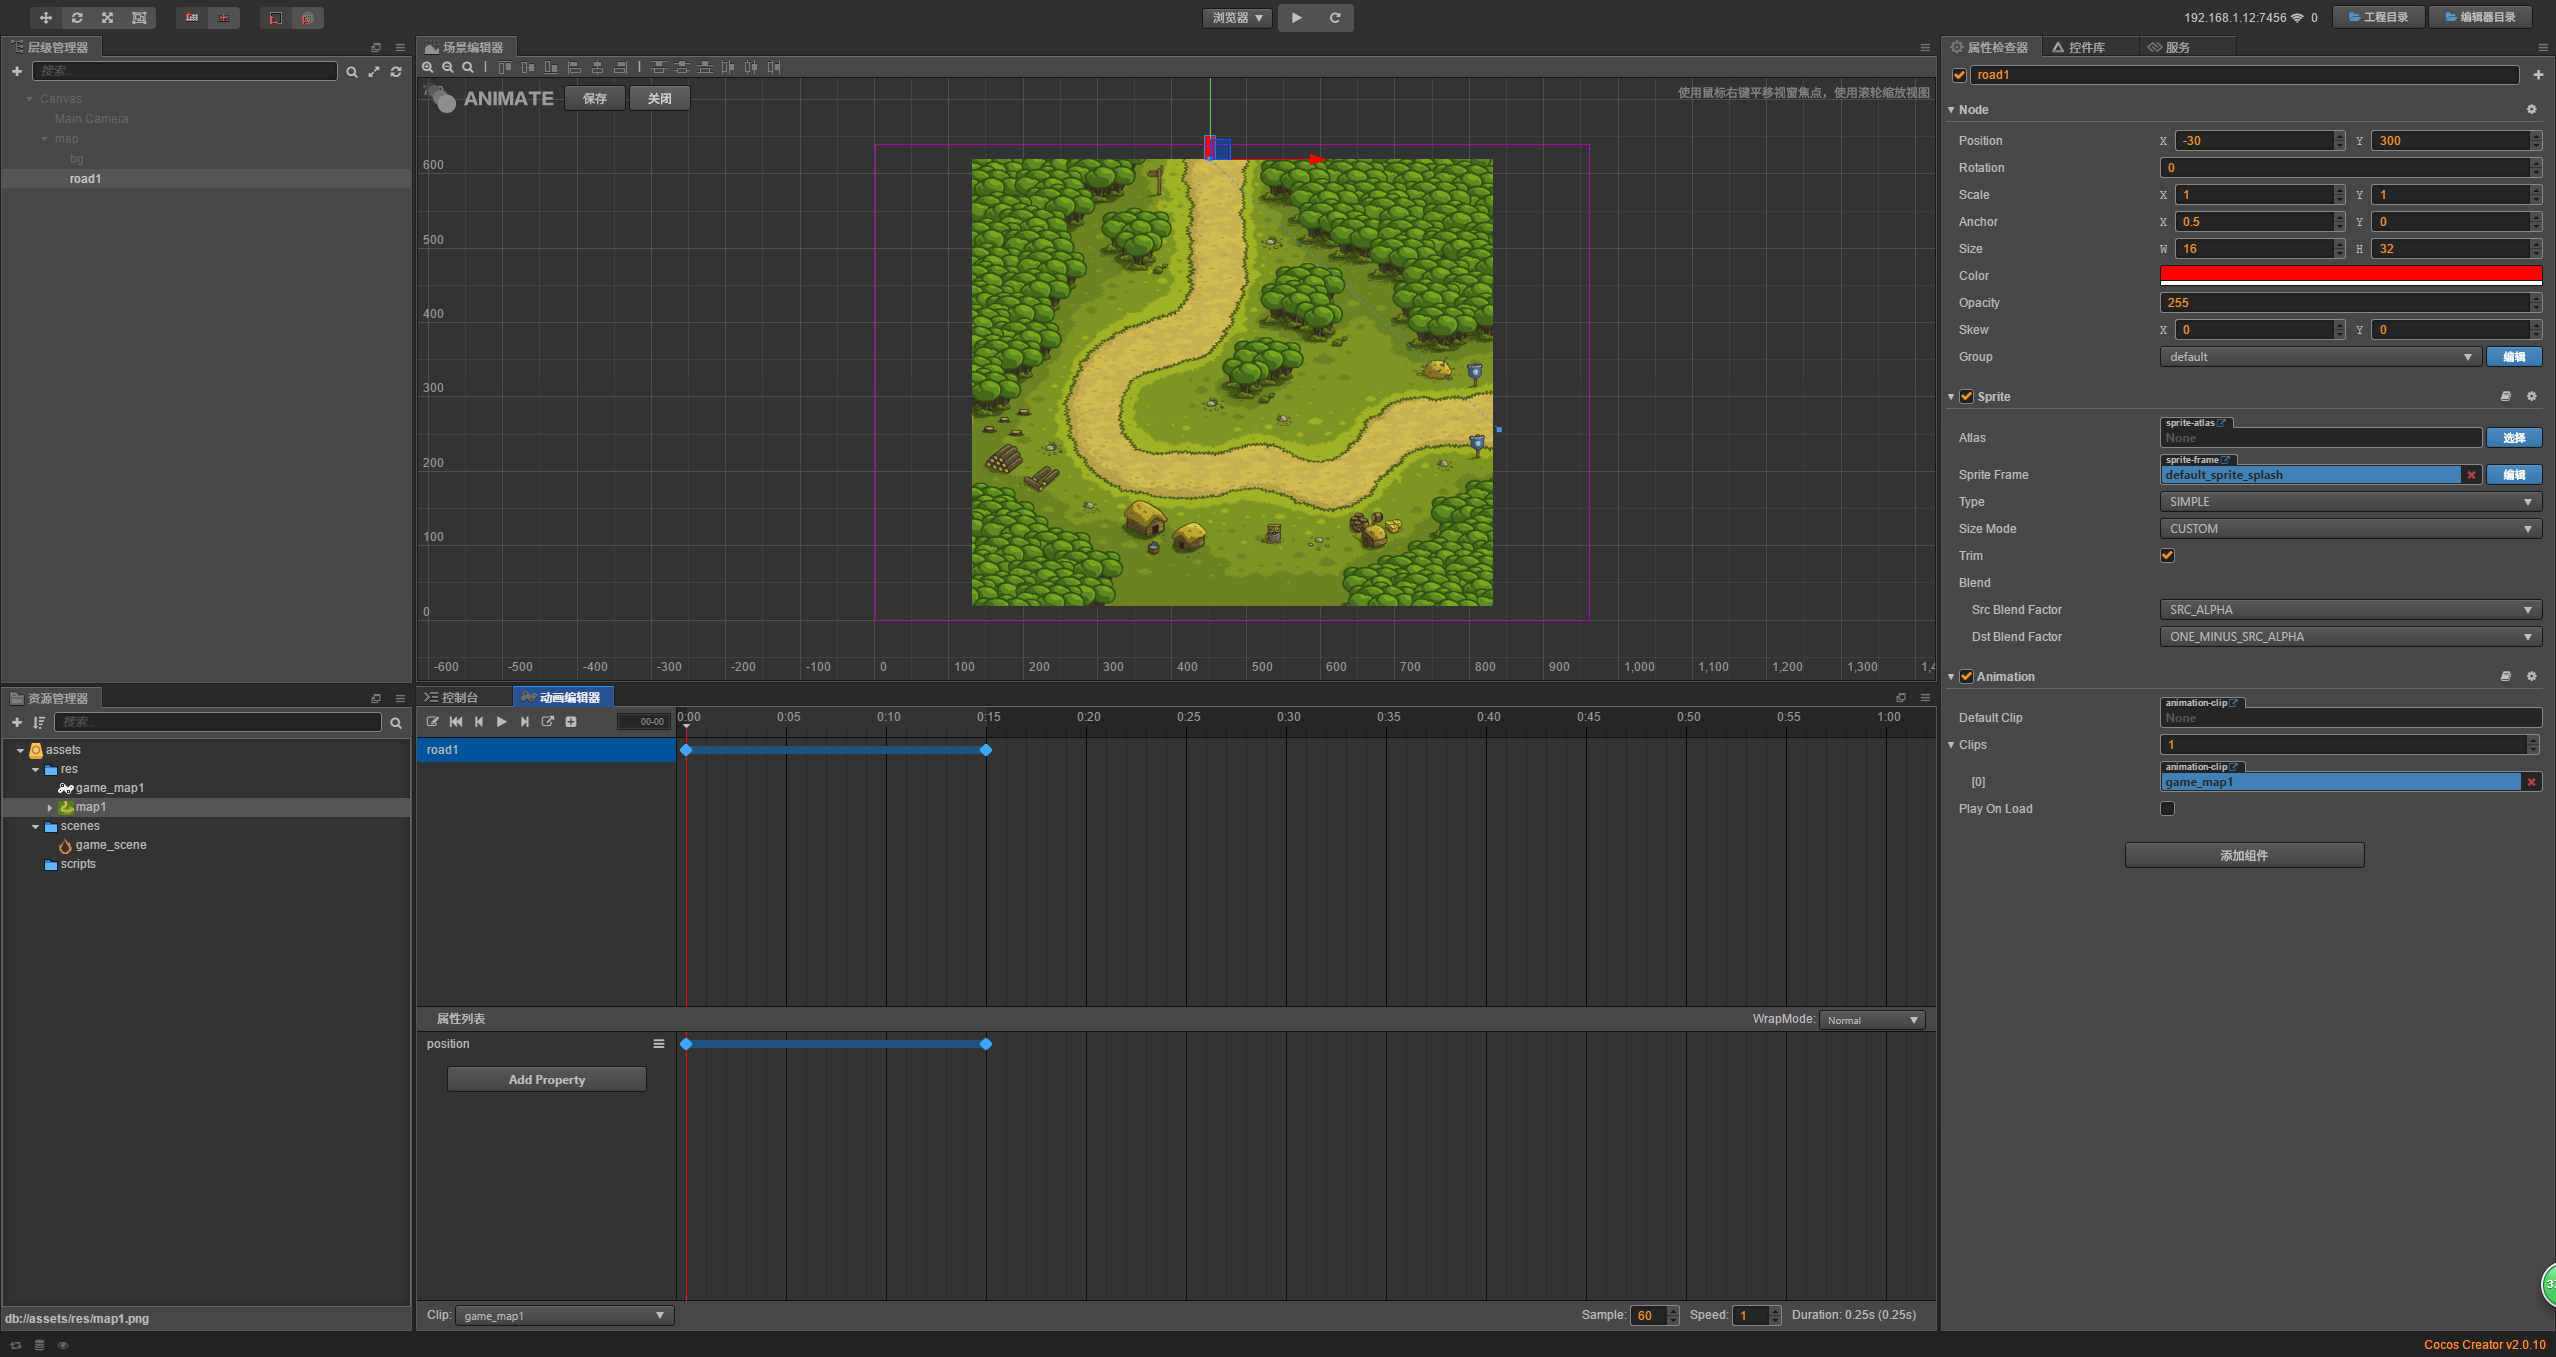 浏览器
192.168.1.12:7456 0
工程目录
编辑器目录
层级管理器
搜索...
Canvas
Main Camera
map
bg
road1
场景编辑器
ANIMATE 保存 关闭
使用鼠标右键平移视窗焦点，使用滚轮缩放视图
600
500
400
300
200
100
0
-600 -500 -400 -300 -200 -100 0 100 200 300 400 500 600 700 800 900 1,000 1,100 1,200 1,300
属性检查器 控件库 服务
road1
Node
Position X -30 Y 300
Rotation 0
Scale X 1 Y 1
Anchor X 0.5 Y 0
Size W 16 H 32
Color
Opacity 255
Skew X 0 Y 0
Group default 编辑
Sprite
sprite-atlas
Atlas None 选择
sprite-frame
Sprite Frame default_sprite_splash 编辑
Type SIMPLE
Size Mode CUSTOM
Trim
Blend
Src Blend Factor SRC_ALPHA
Dst Blend Factor ONE_MINUS_SRC_ALPHA
Animation
animation-clip
Default Clip None
Clips 1
animation-clip
[0] game_map1
Play On Load
添加组件
资源管理器
搜索...
assets
res
game_map1
map1
scenes
game_scene
scripts
db://assets/res/map1.png
控制台 动画编辑器
00-00 0:00 0:05 0:10 0:15 0:20 0:25 0:30 0:35 0:40 0:45 0:50 0:55 1:00
road1
属性列表 WrapMode: Normal
position
Add Property
Clip: game_map1 Sample: 60 Speed: 1 Duration: 0.25s (0.25s)
Cocos Creator v2.0.10